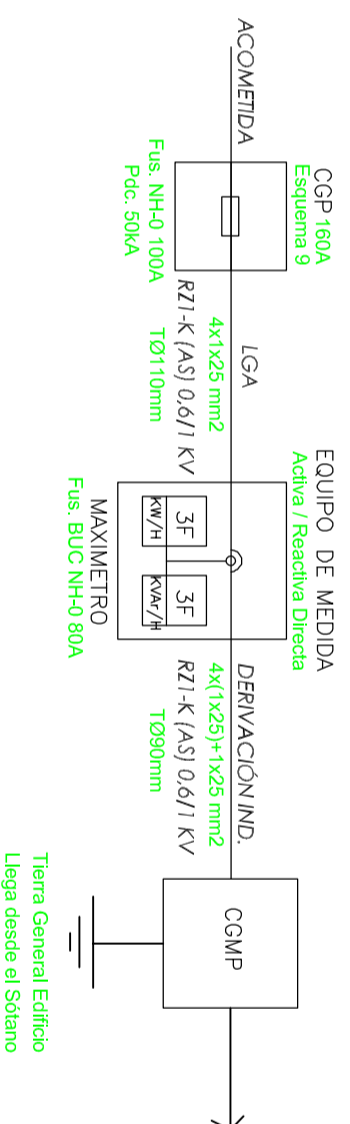 ACOMETIDA
CGP 160A
Esquema 9
Fus. NH-0 100A
Pdc. 50kA
LGA
4x1x25 mm2
RZ1-K (AS) 0,6/1 KV
TØ110mm
EQUIPO DE MEDIDA
Activa / Reactiva Directa
3F
KW/H
3F
KVAr/H
MAXIMETRO
Fus. BUC NH-0 80A
DERIVACIÓN IND.
4x(1x25)+1x25 mm2
RZ1-K (AS) 0,6/1 KV
TØ90mm
CGMP
Tierra General Edificio
Llega desde el Sótano